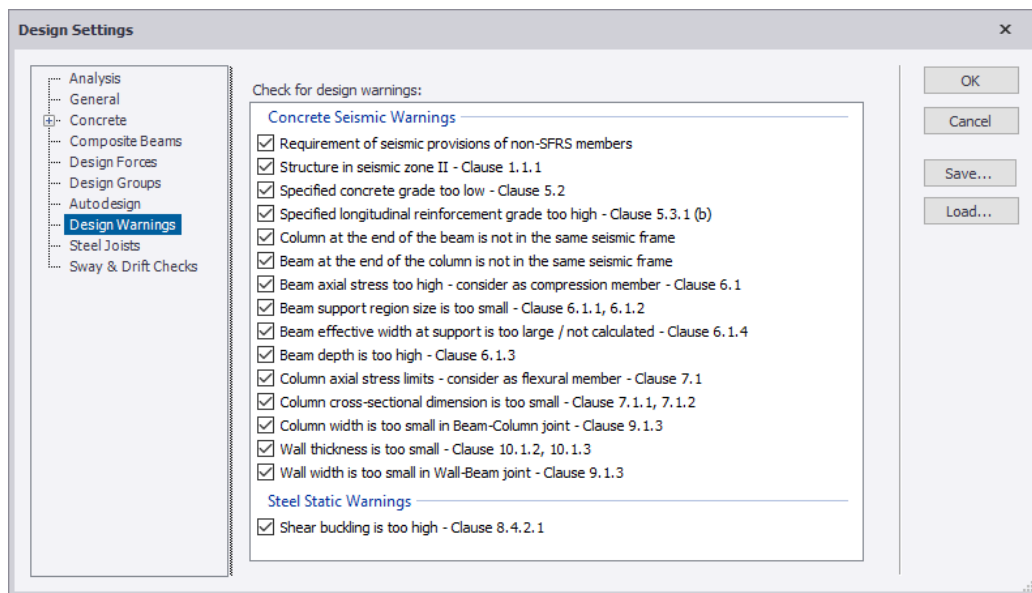 Design Settings
Analysis
General
Concrete
Composite Beams
Design Forces
Design Groups
Autodesign
Design Warnings
Steel Joists
Sway & Drift Checks
Check for design warnings:
Concrete Seismic Warnings
Requirement of seismic provisions of non-SFRS members
Structure in seismic zone II - Clause 1.1.1
Specified concrete grade too low - Clause 5.2
Specified longitudinal reinforcement grade too high - Clause 5.3.1 (b)
Column at the end of the beam is not in the same seismic frame
Beam at the end of the column is not in the same seismic frame
Beam axial stress too high - consider as compression member - Clause 6.1
Beam support region size is too small - Clause 6.1.1, 6.1.2
Beam effective width at support is too large / not calculated - Clause 6.1.4
Beam depth is too high - Clause 6.1.3
Column axial stress limits - consider as flexural member - Clause 7.1
Column cross-sectional dimension is too small - Clause 7.1.1, 7.1.2
Column width is too small in Beam-Column joint - Clause 9.1.3
Wall thickness is too small - Clause 10.1.2, 10.1.3
Wall width is too small in Wall-Beam joint - Clause 9.1.3
Steel Static Warnings
Shear buckling is too high - Clause 8.4.2.1
OK
Cancel
Save...
Load...